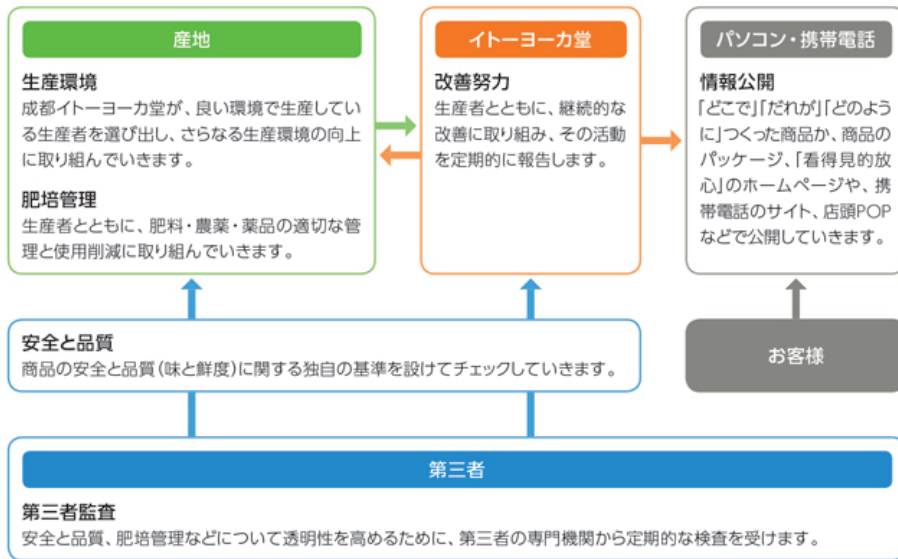 産地
生産環境
成都イトーヨーカ堂が、良い環境で生産してい
る生産者を選び出し、さらなる生産環境の向上
に取り組んでいきます。
肥培管理
生産者とともに、肥料・農薬・薬品の適切な管
理と使用削減に取り組んでいきます。
イトーヨーカ堂
改善努力
生産者とともに、継続的な
改善に取り組み、その活動
を定期的に報告します。
パソコン・携帯電話
情報公開
「どこで」「だれが」「どのよう
に」つくった商品か、商品の
パッケージ、「看得見的放
心」のホームページや、携
帯電話のサイト、店頭POP
などで公開していきます。
安全と品質
商品の安全と品質(味と鮮度)に関する独自の基準を設けてチェックしていきます。
お客様
第三者
第三者監査
安全と品質、肥培管理などについて透明性を高めるために、第三者の専門機関から定期的な検査を受けます。